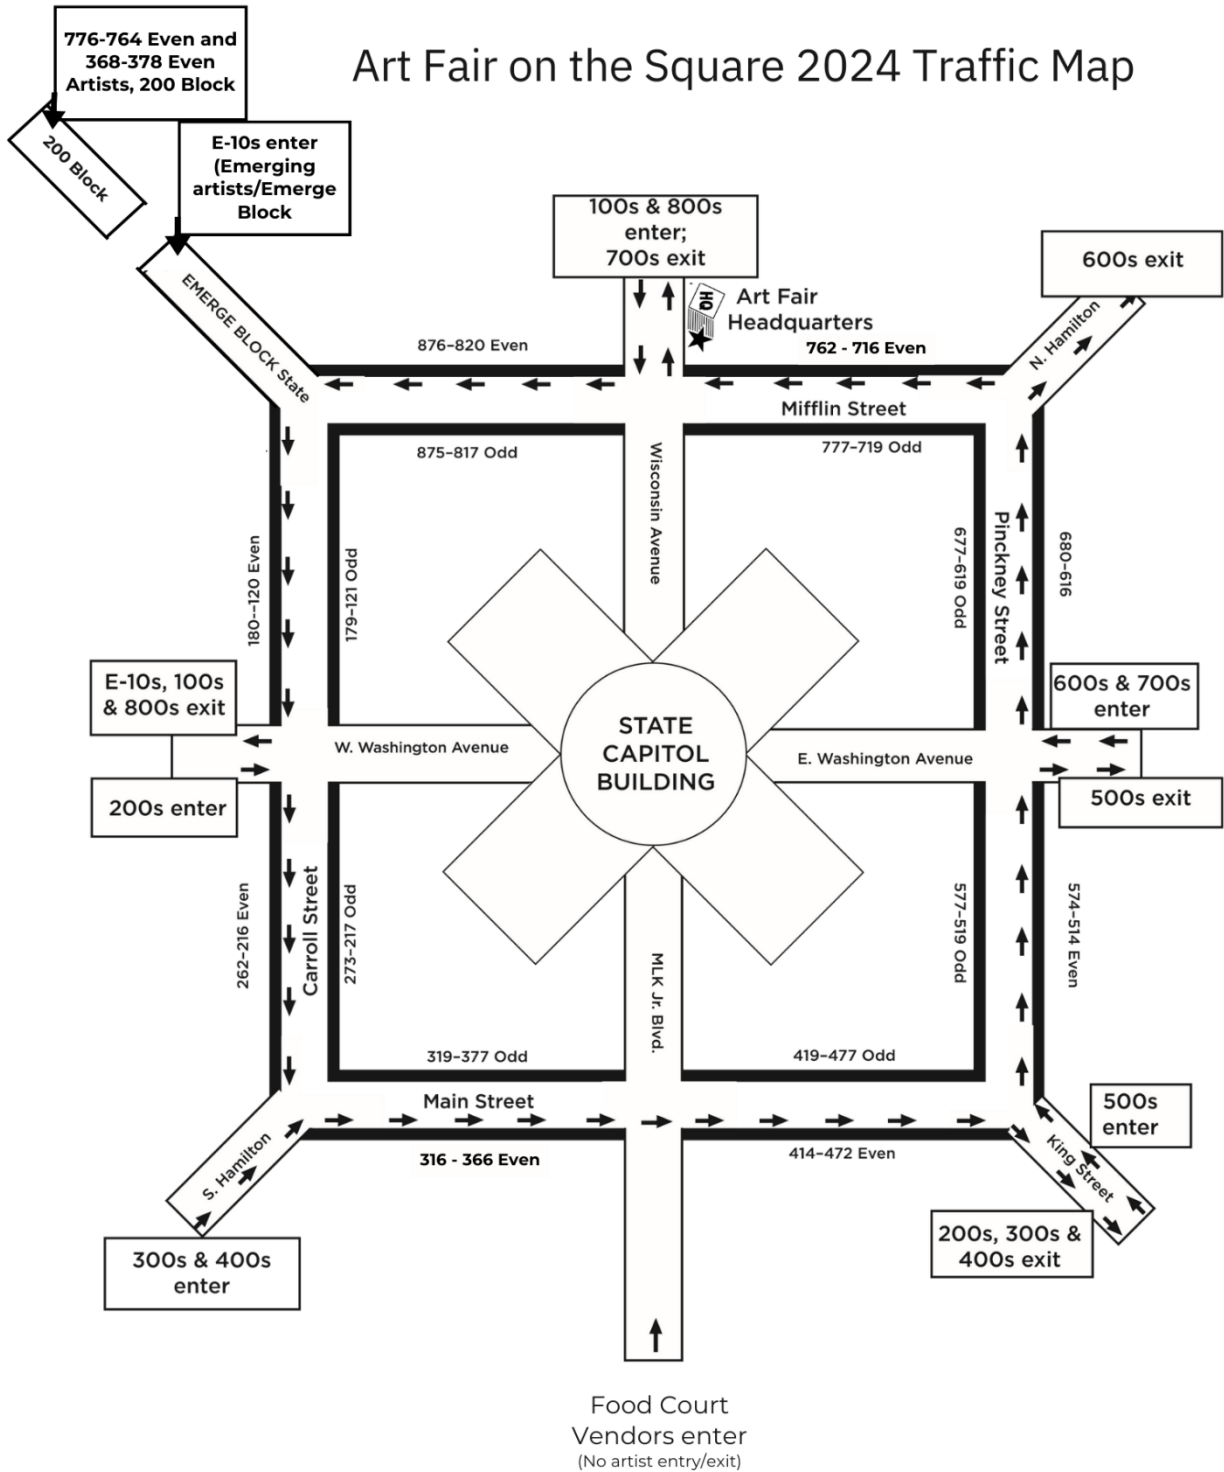 Art Fair on the Square 2024 Traffic Map
776-764 Even and
368-378 Even
Artists, 200 Block
200 Block
E-10s enter
(Emerging
artists/Emerge
Block
EMERGE BLOCK State
100s & 800s
enter;
700s exit
HQ
Art Fair
Headquarters
600s exit
N. Hamilton
876–820 Even
762 - 716 Even
Mifflin Street
875–817 Odd
777–719 Odd
Wisconsin Avenue
180--120 Even
179–121 Odd
677–619 Odd
Pinckney Street
680–616
E-10s, 100s
& 800s exit
600s & 700s
enter
W. Washington Avenue
STATE
CAPITOL
BUILDING
E. Washington Avenue
200s enter
500s exit
262–216 Even
Carroll Street
273–217 Odd
MLK Jr. Blvd.
577–519 Odd
574–514 Even
319–377 Odd
419–477 Odd
Main Street
316 - 366 Even
414–472 Even
500s
enter
King Street
S. Hamilton
300s & 400s
enter
200s, 300s &
400s exit
Food Court
Vendors enter
(No artist entry/exit)